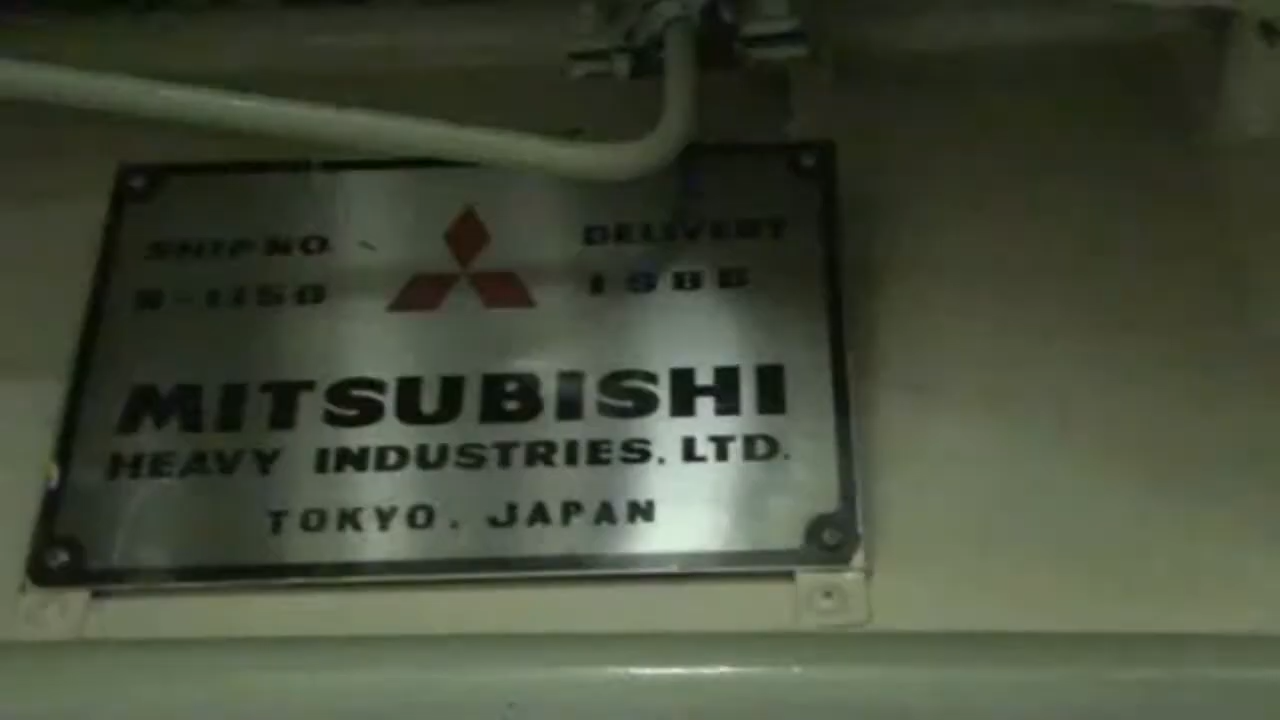 SHIP NO. DELIVERY
MITSUBISHI
HEAVY INDUSTRIES. LTD.
TOKYO. JAPAN